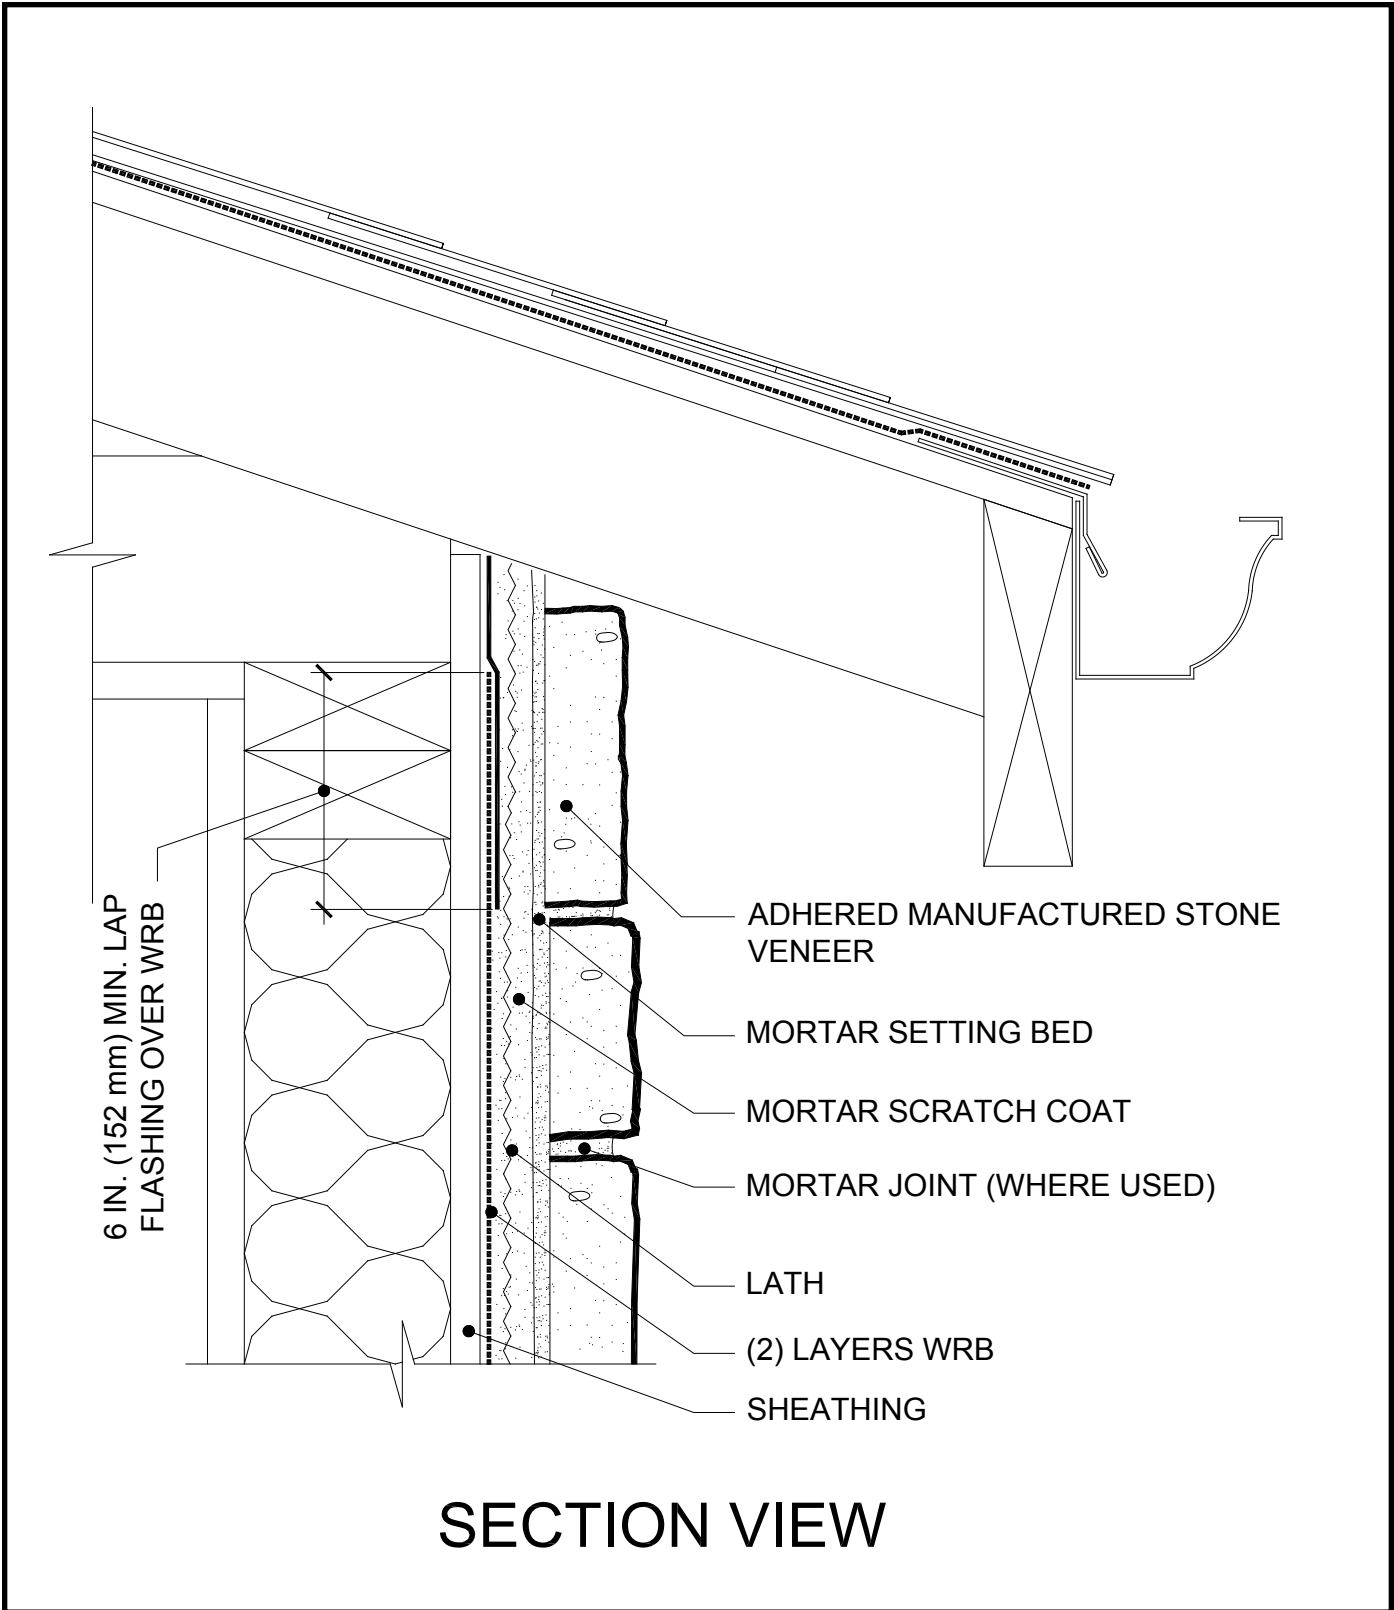 6 IN. (152 mm) MIN. LAP
FLASHING OVER WRB
ADHERED MANUFACTURED STONE
VENEER
MORTAR SETTING BED
MORTAR SCRATCH COAT
MORTAR JOINT (WHERE USED)
LATH
(2) LAYERS WRB
SHEATHING
SECTION VIEW